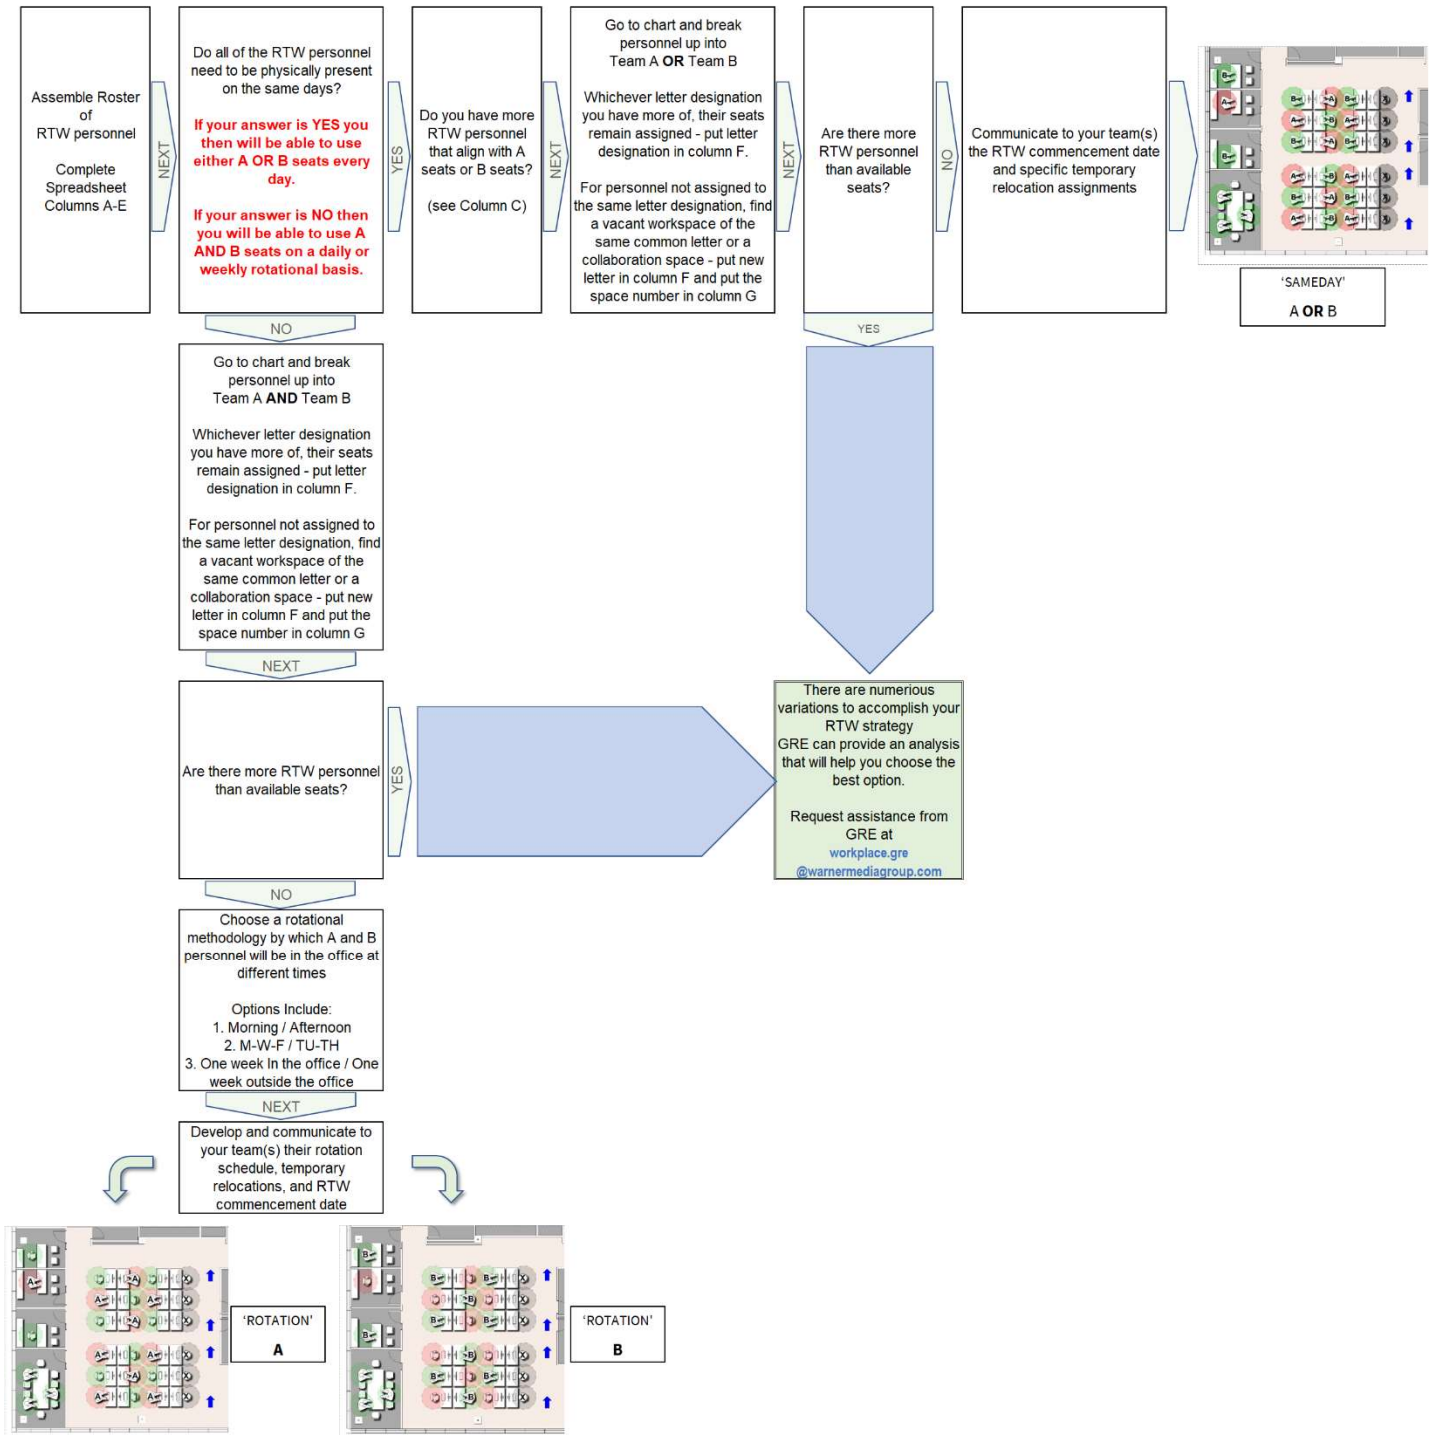 Assemble Roster
of
RTW personnel
Complete
Spreadsheet
Columns A-E
NEXT
Do all of the RTW personnel
need to be physically present
on the same days?
If your answer is YES you
then will be able to use
either A OR B seats every
day.
If your answer is NO then
you will be able to use A
AND B seats on a daily or
weekly rotational basis.
YES
Do you have more
RTW personnel
that align with A
seats or B seats?
(see Column C)
NEXT
Go to chart and break
personnel up into
Team A OR Team B
Whichever letter designation
you have more of, their seats
remain assigned - put letter
designation in column F.
For personnel not assigned to
the same letter designation, find
a vacant workspace of the
same common letter or a
collaboration space - put new
letter in column F and put the
space number in column G
NEXT
Are there more
RTW personnel
than available
seats?
NO
Communicate to your team(s)
the RTW commencement date
and specific temporary
relocation assignments
'SAMEDAY'
A OR B
NO
YES
Go to chart and break
personnel up into
Team A AND Team B
Whichever letter designation
you have more of, their seats
remain assigned - put letter
designation in column F.
For personnel not assigned to
the same letter designation, find
a vacant workspace of the
same common letter or a
collaboration space - put new
letter in column F and put the
space number in column G
NEXT
Are there more RTW personnel
than available seats?
YES
There are numerous
variations to accomplish your
RTW strategy
GRE can provide an analysis
that will help you choose the
best option.
Request assistance from
GRE at
workplace.gre
@warnermediagroup.com
NO
Choose a rotational
methodology by which A and B
personnel will be in the office at
different times
Options Include:
1. Morning / Afternoon
2. M-W-F / TU-TH
3. One week In the office / One
week outside the office
NEXT
Develop and communicate to
your team(s) their rotation
schedule, temporary
relocations, and RTW
commencement date
'ROTATION'
A
'ROTATION'
B